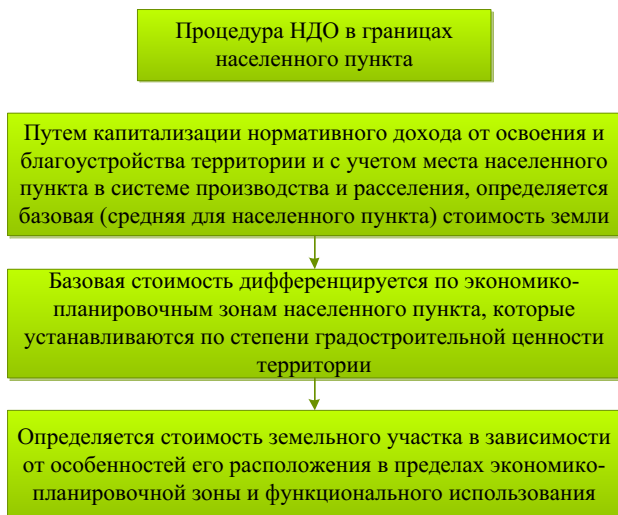 Процедура НДО в границах
населенного пункта
Путем капитализации нормативного дохода от освоения и
благоустройства территории и с учетом места населенного
пункта в системе производства и расселения, определяется
базовая (средняя для населенного пункта) стоимость земли
Базовая стоимость дифференцируется по экономико-
планировочным зонам населенного пункта, которые
устанавливаются по степени градостроительной ценности
территории
Определяется стоимость земельного участка в зависимости
от особенностей его расположения в пределах экономико-
планировочной зоны и функционального использования